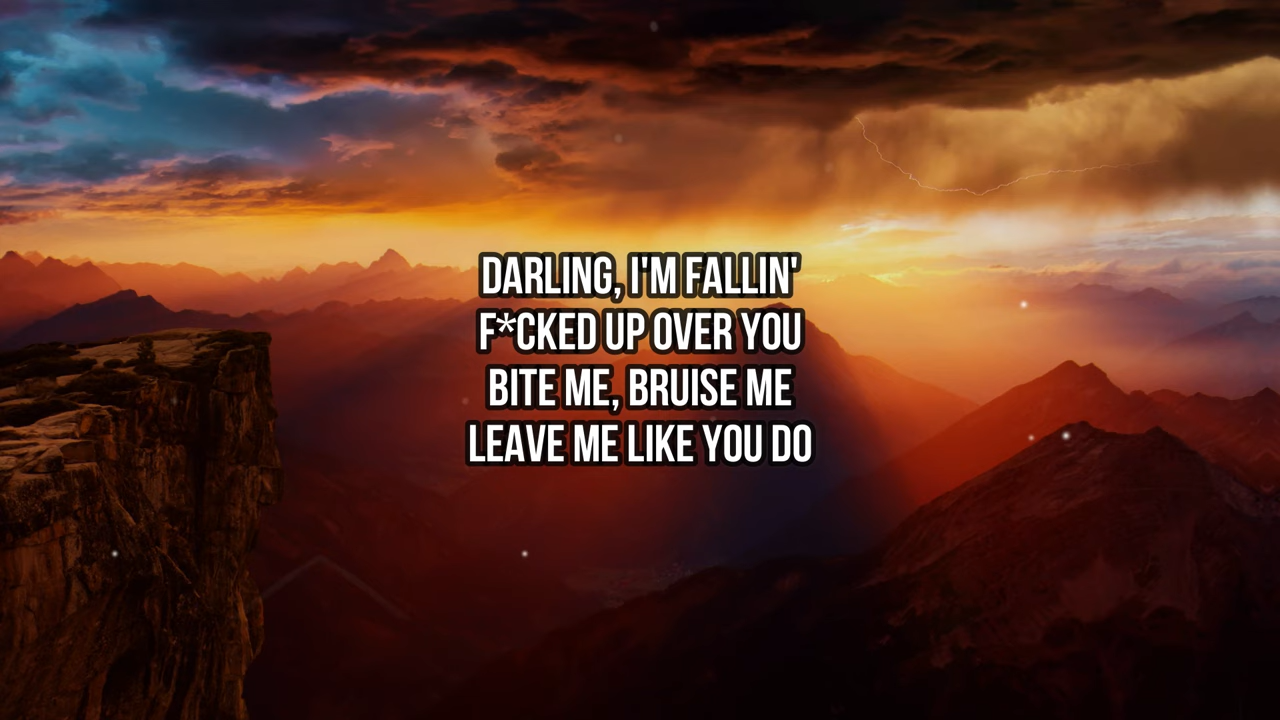 DARLING, I'M FALLIN'
F*CKED UP OVER YOU
BITE ME, BRUISE ME
LEAVE ME LIKE YOU DO